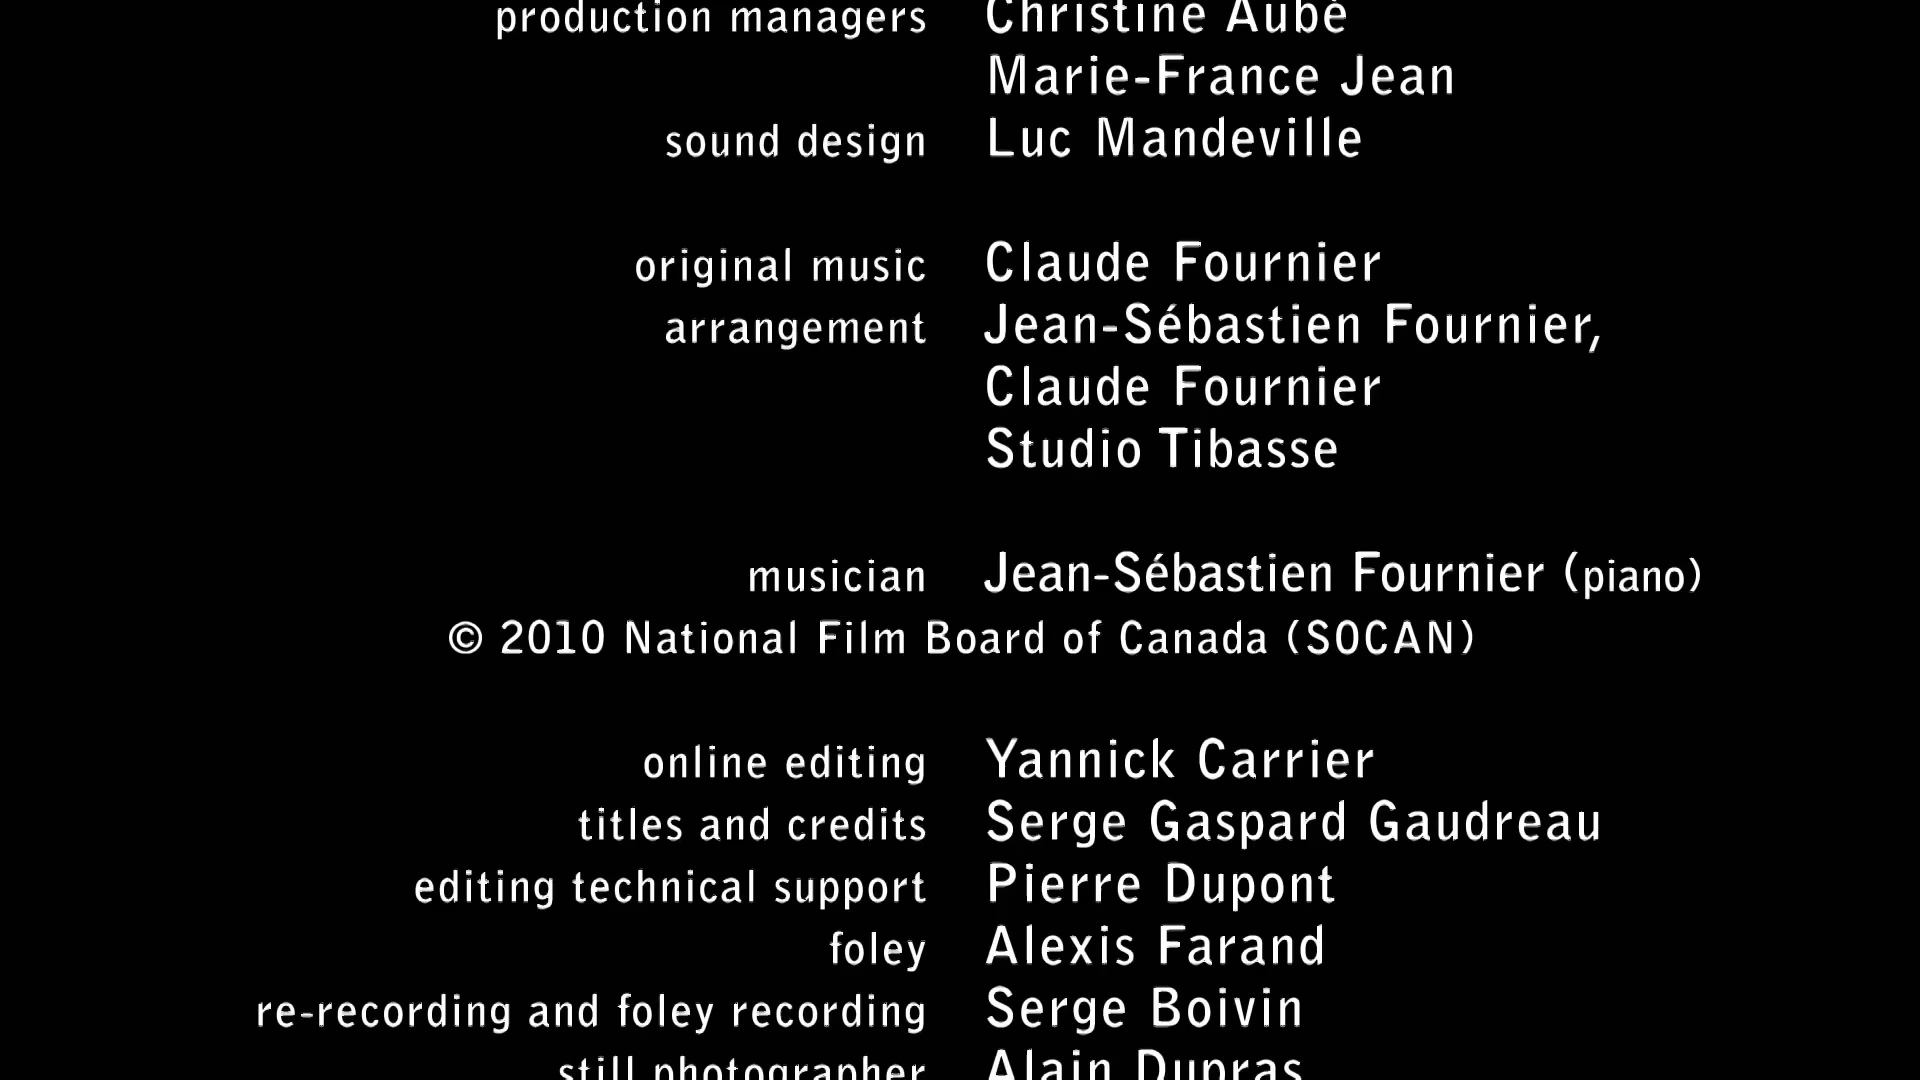 production managers Christine Aubé
Marie-France Jean
sound design Luc Mandeville
original music Claude Fournier
arrangement Jean-Sébastien Fournier,
Claude Fournier
Studio Tibasse
musician Jean-Sébastien Fournier (piano)
© 2010 National Film Board of Canada (SOCAN)
online editing Yannick Carrier
titles and credits Serge Gaspard Gaudreau
editing technical support Pierre Dupont
foley Alexis Farand
re-recording and foley recording Serge Boivin
still photographer Alain Dupras